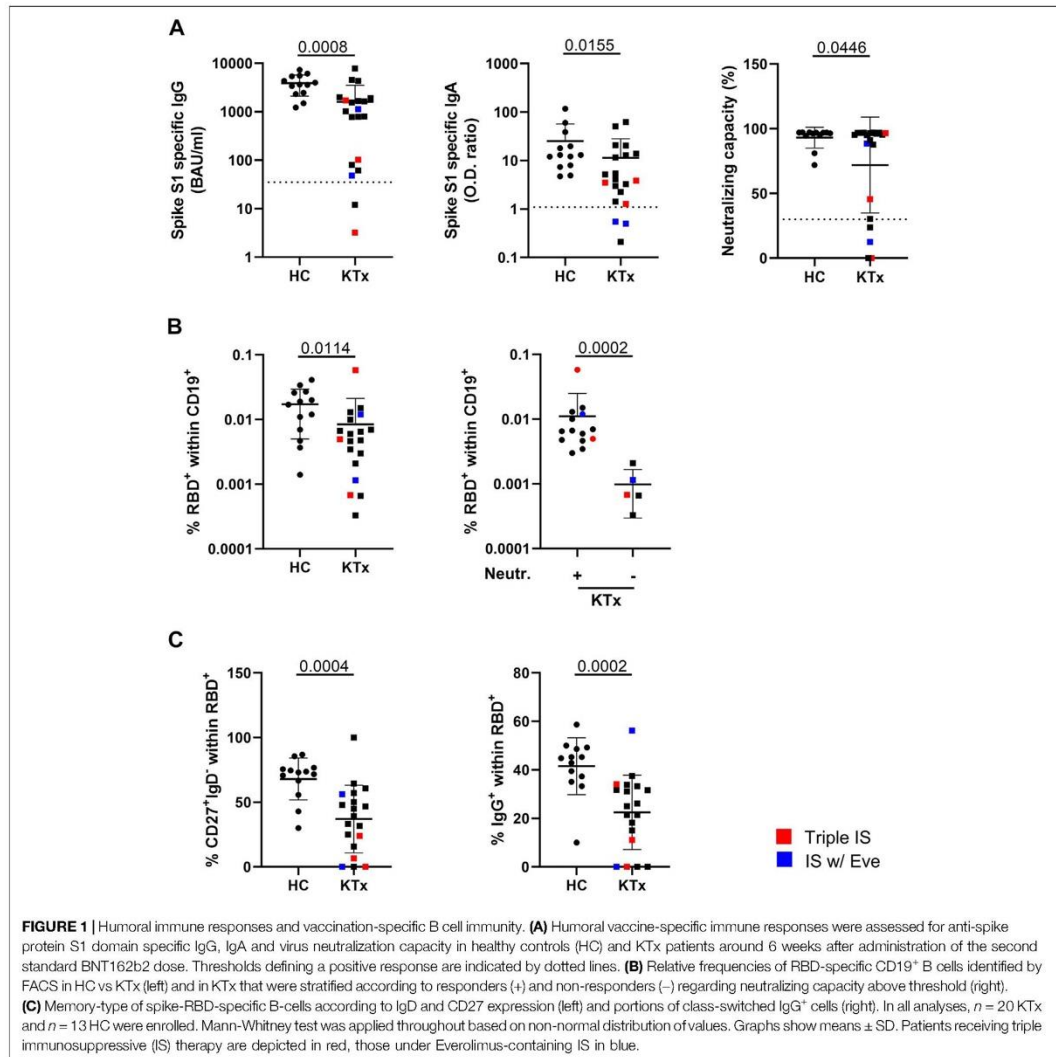 A
0.0008
Spike S1 specific IgG
(BAU/ml)
10000
1000
100
10
1
HC
KTx
0.0155
Spike S1 specific IgA
(O.D. ratio)
1000
100
10
1
0.1
HC
KTx
0.0446
Neutralizing capacity (%)
150
100
50
0
HC
KTx
B
0.0114
% RBD⁺ within CD19⁺
0.1
0.01
0.001
0.0001
HC
KTx
0.0002
% RBD⁺ within CD19⁺
0.1
0.01
0.001
0.0001
Neutr.
+
-
KTx
C
0.0004
% CD27⁺IgD⁻ within RBD⁺
150
100
50
0
HC
KTx
0.0002
% IgG⁺ within RBD⁺
80
60
40
20
0
HC
KTx
Triple IS
IS w/ Eve
FIGURE 1 | Humoral immune responses and vaccination-specific B cell immunity. (A) Humoral vaccine-specific immune responses were assessed for anti-spike
protein S1 domain specific IgG, IgA and virus neutralization capacity in healthy controls (HC) and KTx patients around 6 weeks after administration of the second
standard BNT162b2 dose. Thresholds defining a positive response are indicated by dotted lines. (B) Relative frequencies of RBD-specific CD19⁺ B cells identified by
FACS in HC vs KTx (left) and in KTx that were stratified according to responders (+) and non-responders (−) regarding neutralizing capacity above threshold (right).
(C) Memory-type of spike-RBD-specific B-cells according to IgD and CD27 expression (left) and portions of class-switched IgG⁺ cells (right). In all analyses, n = 20 KTx
and n = 13 HC were enrolled. Mann-Whitney test was applied throughout based on non-normal distribution of values. Graphs show means ± SD. Patients receiving triple
immunosuppressive (IS) therapy are depicted in red, those under Everolimus-containing IS in blue.